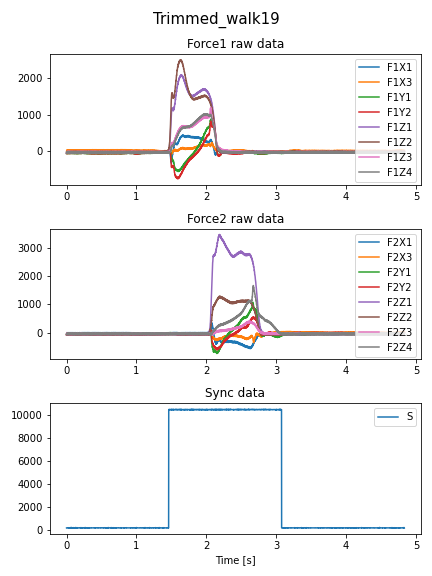 Trimmed_walk19
Force1 raw data
2000
1000
0
F1X1
F1X3
F1Y1
F1Y2
F1Z1
F1Z2
F1Z3
F1Z4
0 1 2 3 4 5
Force2 raw data
3000
2000
1000
0
F2X1
F2X3
F2Y1
F2Y2
F2Z1
F2Z2
F2Z3
F2Z4
0 1 2 3 4 5
Sync data
10000
8000
6000
4000
2000
0
S
0 1 2 3 4 5
Time [s]